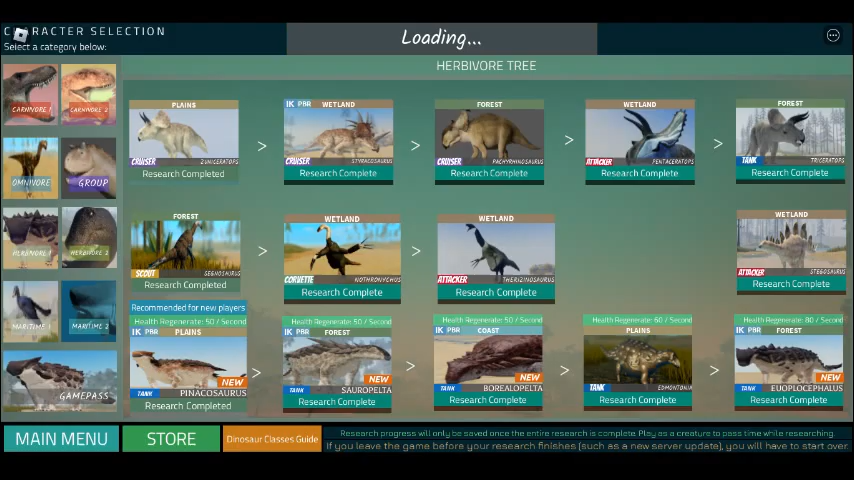 CHARACTER SELECTION
Select a category below:
Loading...
HERBIVORE TREE
CARNIVORE 1
CARNIVORE 2
OMNIVORE
GROUP
HERBIVORE 1
HERBIVORE 2
MARITIME 1
MARITIME 2
GAMEPASS
PLAINS
CRUISER
ZUNICERATOPS
Research Completed
>
IK PBR WETLAND
CRUISER
STYRACOSAURUS
Research Complete
>
FOREST
CRUISER
PACHYRHINOSAURUS
Research Complete
>
WETLAND
ATTACKER
PENTACERATOPS
Research Complete
>
FOREST
TANK
TRICERATOPS
Research Complete
FOREST
SCOUT
SEGNOSAURUS
Research Completed
>
WETLAND
CORVETTE
NOTHRONYCHUS
Research Complete
>
WETLAND
ATTACKER
THERIZINOSAURUS
Research Complete
WETLAND
ATTACKER
STEGOSAURUS
Research Complete
Recommended for new players
Health Regenerate: 50 / Second
IK PBR PLAINS
NEW
TANK PINACOSAURUS
Research Completed
>
Health Regenerate: 50 / Second
IK PBR FOREST
NEW
TANK SAUROPELTA
Research Complete
>
Health Regenerate: 50 / Second
IK PBR COAST
NEW
TANK BOREALOPELTA
Research Complete
>
Health Regenerate: 60 / Second
PLAINS
TANK EDMONTONIA
Research Complete
>
Health Regenerate: 80 / Second
IK PBR FOREST
NEW
TANK EUOPLOCEPHALUS
Research Complete
MAIN MENU
STORE
Dinosaur Classes Guide
Research progress will only be saved once the entire research is complete. Play as a creature to pass time while researching.
If you leave the game before your research finishes (such as a new server update), you will have to start over.